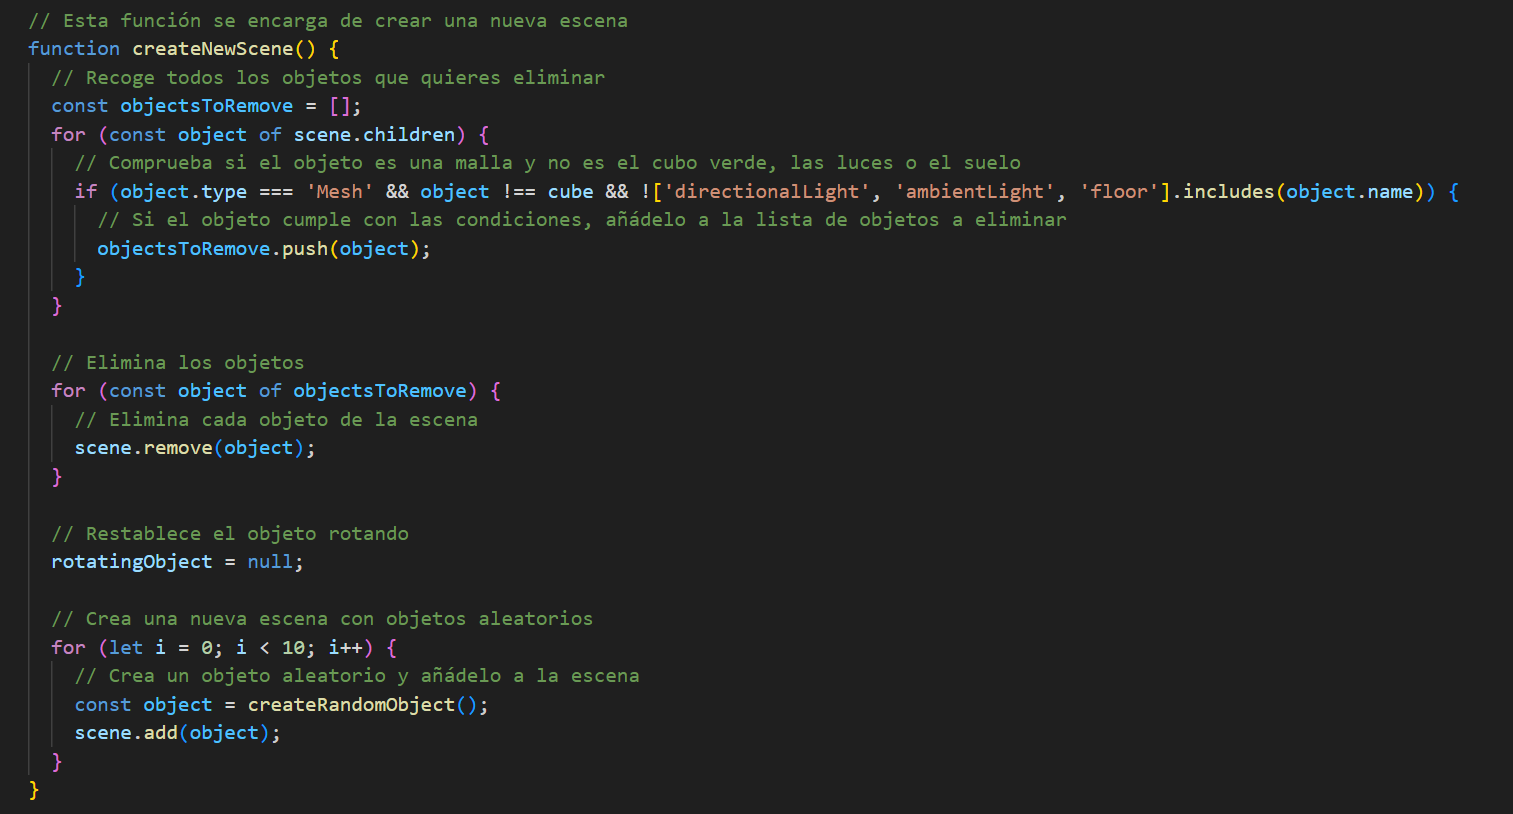 // Esta función se encarga de crear una nueva escena
function createNewScene() {
  // Recoge todos los objetos que quieres eliminar
  const objectsToRemove = [];
  for (const object of scene.children) {
    // Comprueba si el objeto es una malla y no es el cubo verde, las luces o el suelo
    if (object.type === 'Mesh' && object !== cube && !['directionalLight', 'ambientLight', 'floor'].includes(object.name)) {
      // Si el objeto cumple con las condiciones, añádelo a la lista de objetos a eliminar
      objectsToRemove.push(object);
    }
  }

  // Elimina los objetos
  for (const object of objectsToRemove) {
    // Elimina cada objeto de la escena
    scene.remove(object);
  }

  // Restablece el objeto rotando
  rotatingObject = null;

  // Crea una nueva escena con objetos aleatorios
  for (let i = 0; i < 10; i++) {
    // Crea un objeto aleatorio y añádelo a la escena
    const object = createRandomObject();
    scene.add(object);
  }
}